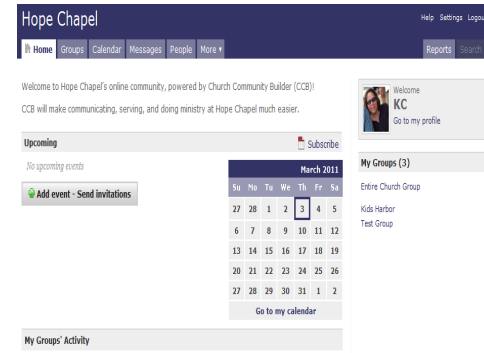 Hope Chapel
Help Settings Logou
Home Groups Calendar Messages People More ▾
Reports Search
Welcome to Hope Chapel's online community, powered by Church Community Builder (CCB)!
CCB will make communicating, serving, and doing ministry at Hope Chapel much easier.
Welcome
KC
Go to my profile
Upcoming
Subscribe
No upcoming events
Add event - Send invitations
March 2011
Su Mo Tu We Th Fr Sa
27 28 1 2 3 4 5
6 7 8 9 10 11 12
13 14 15 16 17 18 19
20 21 22 23 24 25 26
27 28 29 30 31 1 2
Go to my calendar
My Groups (3)
Entire Church Group
Kids Harbor
Test Group
My Groups' Activity